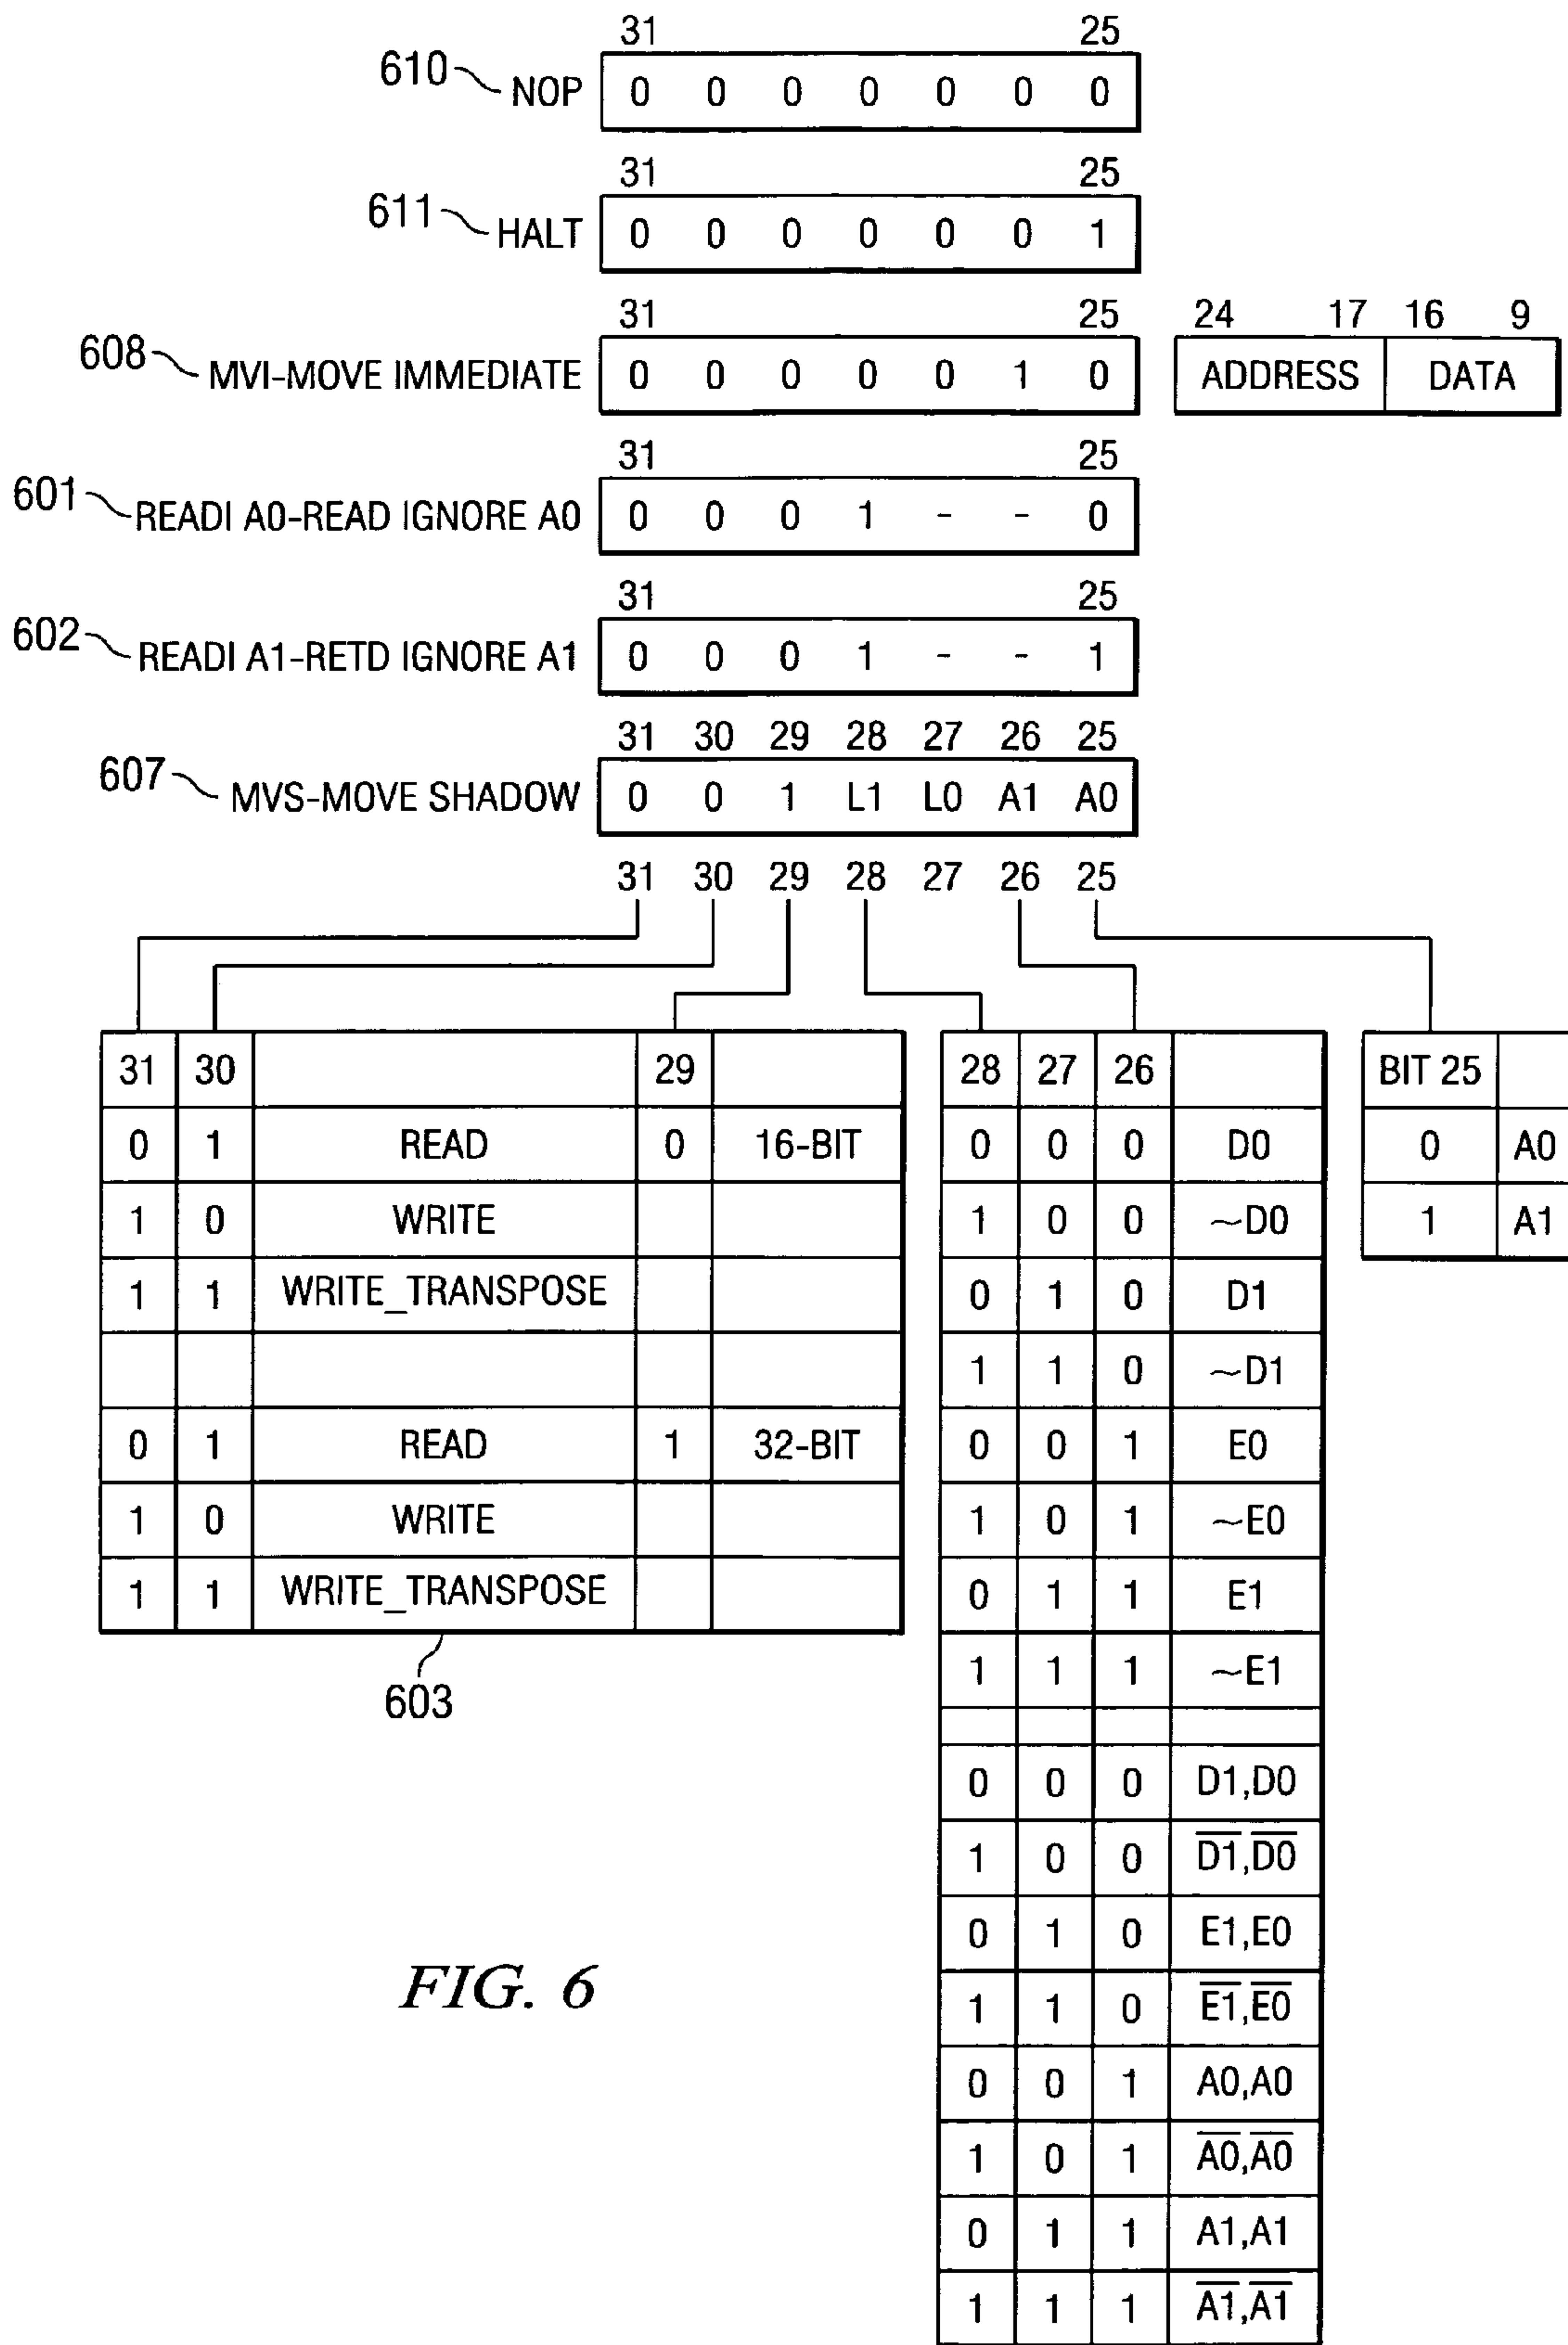 31 25
610 NOP 0 0 0 0 0 0 0
31 25
611 HALT 0 0 0 0 0 0 1
31 25 24 17 16 9
608 MVI-MOVE IMMEDIATE 0 0 0 0 0 1 0 ADDRESS DATA
31 25
601 READI A0-READ IGNORE A0 0 0 0 1 - - 0
31 25
602 READI A1-RETD IGNORE A1 0 0 0 1 - - 1
31 30 29 28 27 26 25
607 MVS-MOVE SHADOW 0 0 1 L1 L0 A1 A0
31 30 29 28 27 26 25
31 30 29
0 1 READ 0 16-BIT
1 0 WRITE
1 1 WRITE_TRANSPOSE
0 1 READ 1 32-BIT
1 0 WRITE
1 1 WRITE_TRANSPOSE
603
28 27 26
0 0 0 D0
1 0 0 ~D0
0 1 0 D1
1 1 0 ~D1
0 0 1 E0
1 0 1 ~E0
0 1 1 E1
1 1 1 ~E1
0 0 0 D1,D0
1 0 0 D̅1̅,D̅0̅
0 1 0 E1,E0
1 1 0 E̅1̅,E̅0̅
0 0 1 A0,A0
1 0 1 A̅0̅,A̅0̅
0 1 1 A1,A1
1 1 1 A̅1̅,A̅1̅
BIT 25
0 A0
1 A1
FIG. 6